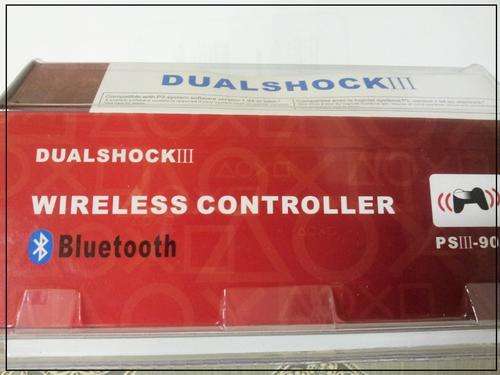 DUALSHOCKIII
DUALSHOCKIII
WIRELESS CONTROLLER
Bluetooth
PSIII-90